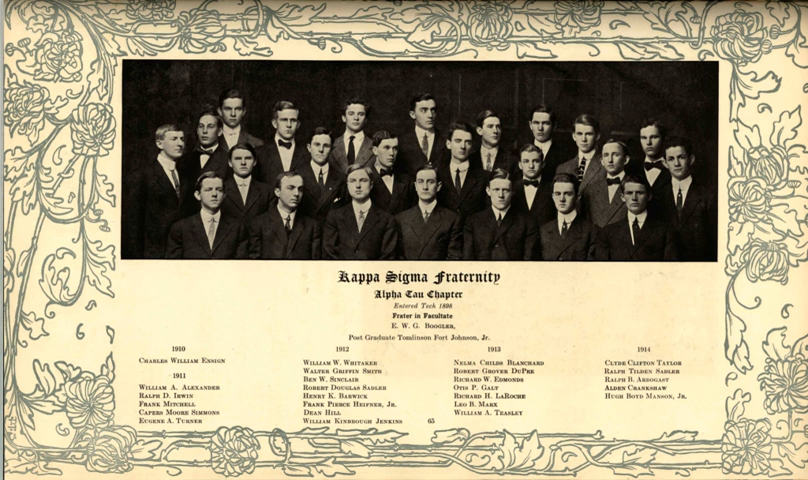 Kappa Sigma Fraternity
Alpha Tau Chapter
Entered Tech 1898
Frater in Facultate
E. W. G. BOOGLER,
Post Graduate Tomlinson Fort Johnson, Jr.
1910
CHARLES WILLIAM ENSIGN
1911
WILLIAM A. ALEXANDER
RALPH D. IRWIN
FRANK MITCHELL
CAPERS MOORE SIMMONS
EUGENE A. TURNER
1912
WILLIAM W. WHITAKER
WALTER GRIFFIN SMITH
BEN W. SINCLAIR
ROBERT DOUGLAS SADLER
HENRY K. BARWICK
FRANK PIERCE HEIFNER, JR.
DEAN HILL
WILLIAM KINBROUGH JENKINS
1913
NELMA CHILDS BLANCHARD
ROBERT GROVER DUPRE
RICHARD W. EDMONDS
OTIS P. GALT
RICHARD H. LAROCHE
LEO B. MARX
WILLIAM A. TEASLEY
1914
CLYDE CLIFTON TAYLOR
RALPH TILDEN SADLER
RALPH B. ARBOGAST
ALDEN CRANKSHAW
HUGH BOYD MANSON, JR.
65